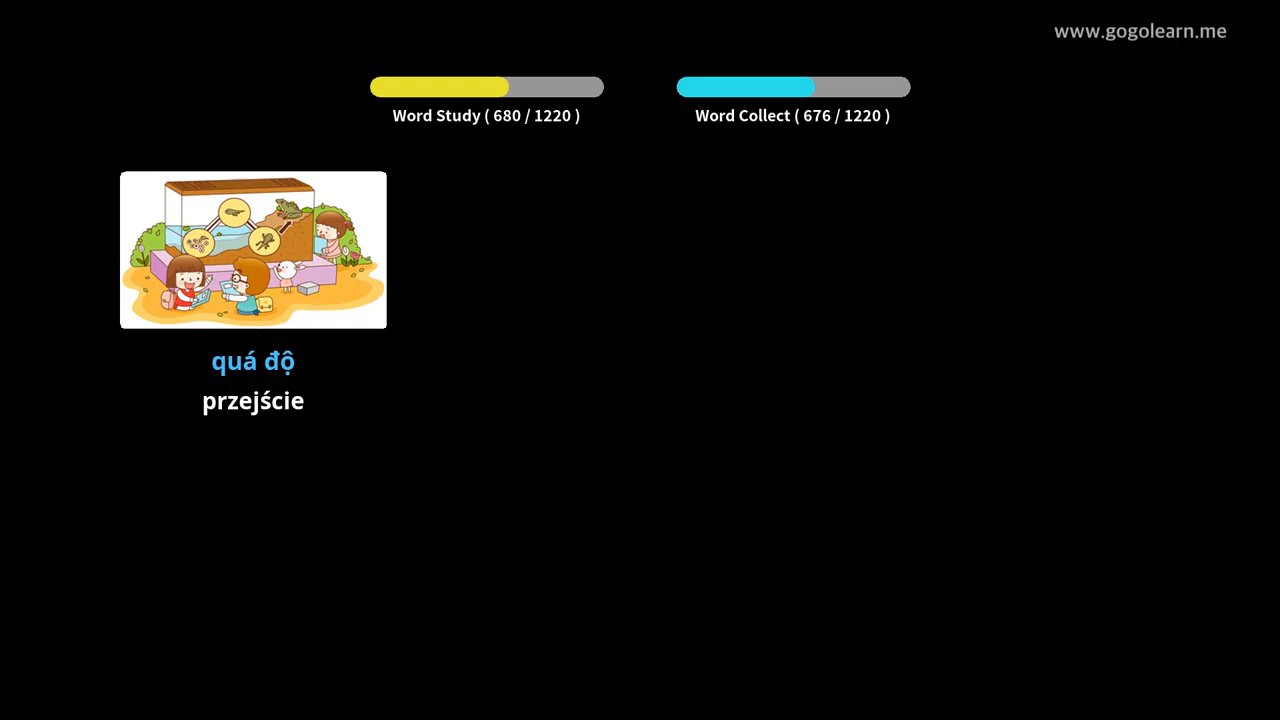 www.gogolearn.me
Word Study ( 680 / 1220 )
Word Collect ( 676 / 1220 )
quá độ
przejście